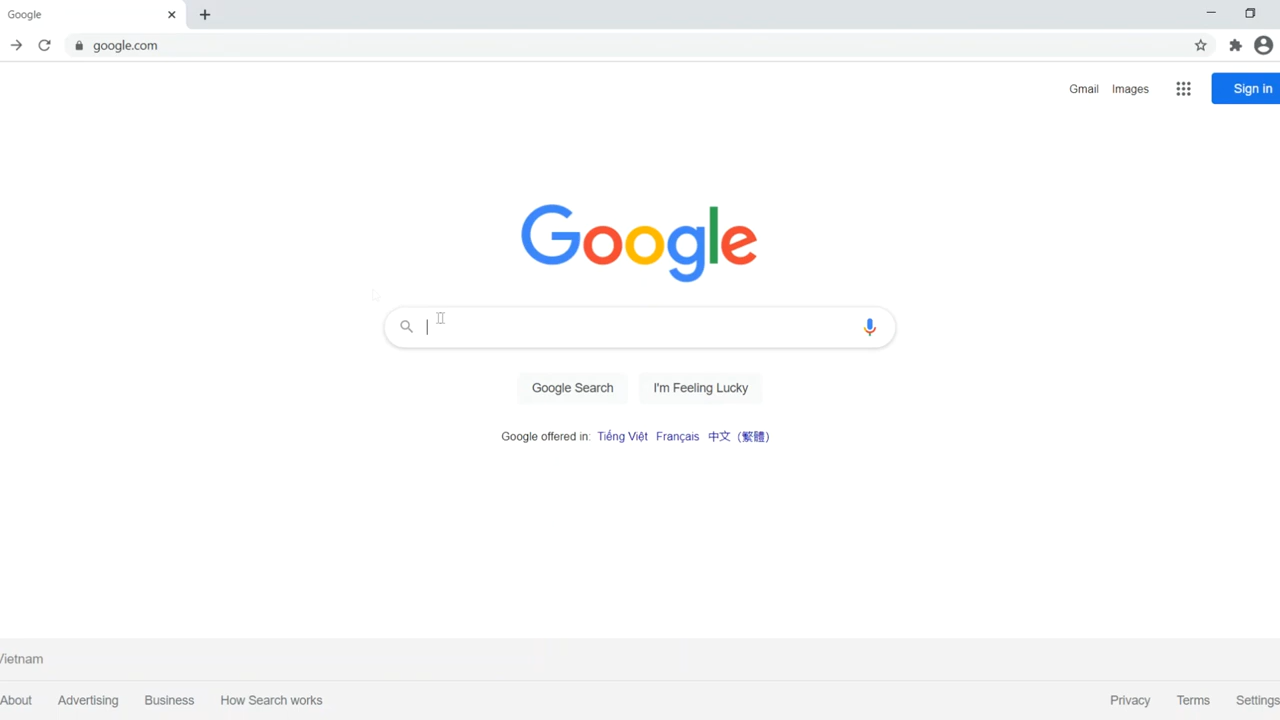 Google
google.com
Gmail Images Sign in
Google
Google Search I'm Feeling Lucky
Google offered in: Tiếng Việt Français 中文（繁體）
Vietnam
About Advertising Business How Search works Privacy Terms Settings